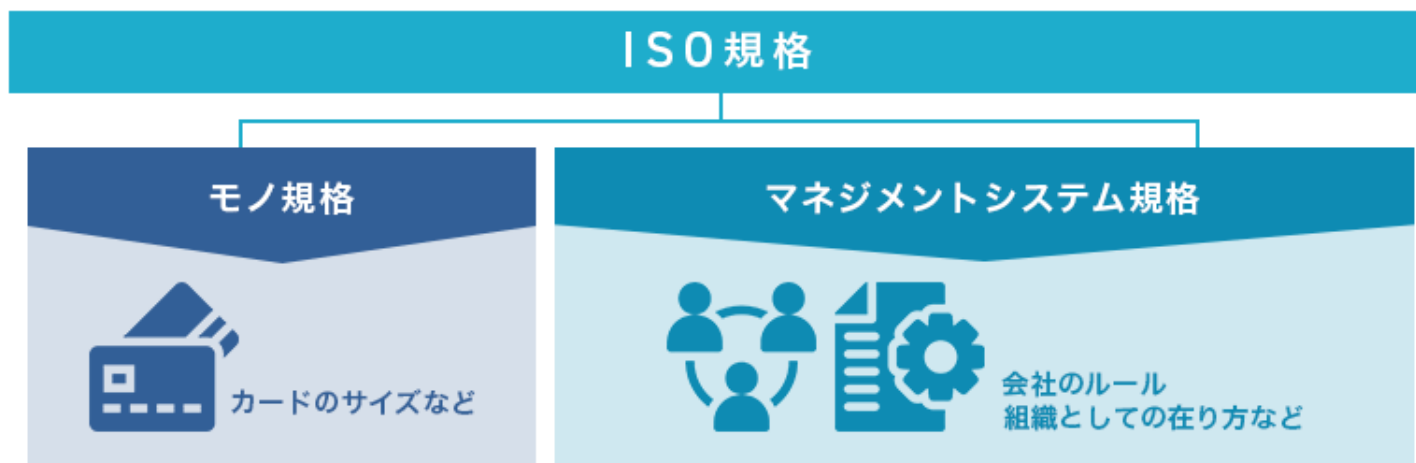 ISO規格
モノ規格
カードのサイズなど
マネジメントシステム規格
会社のルール
組織としての在り方など